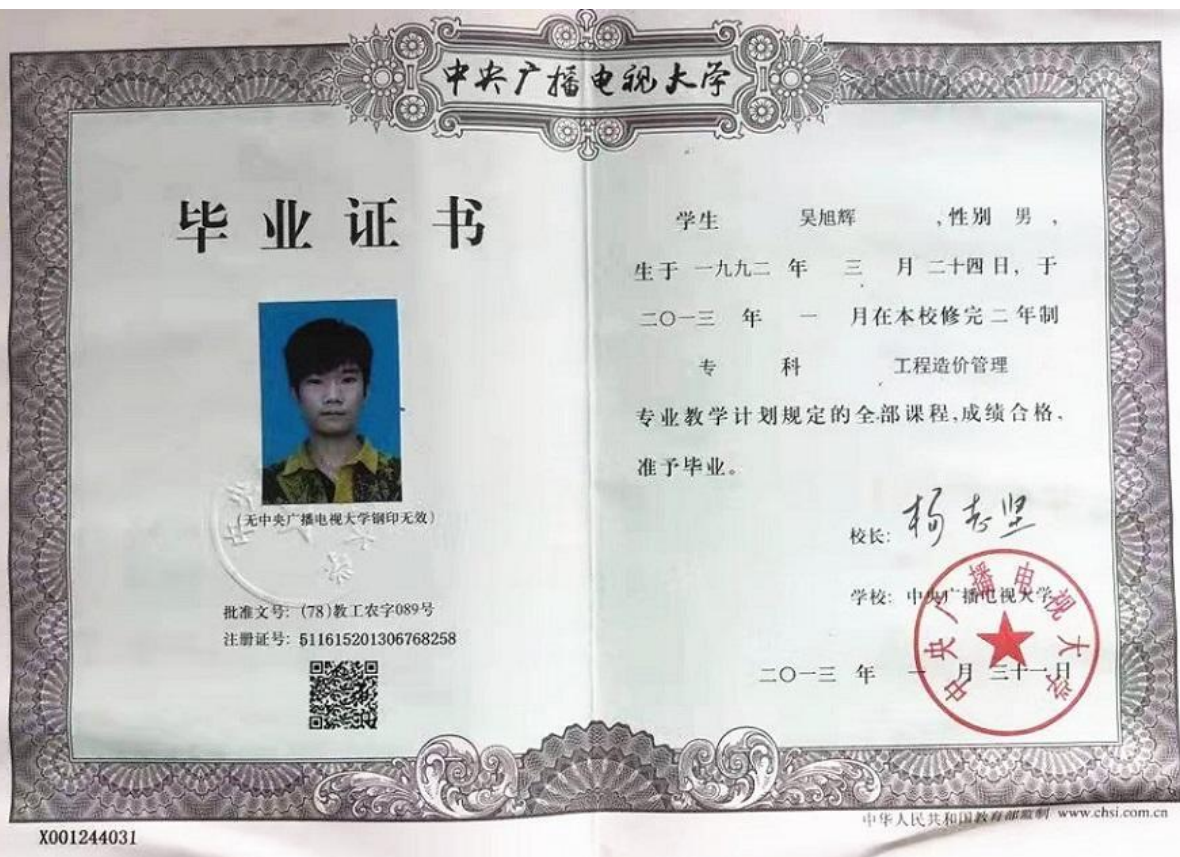 中央广播电视大学
毕业证书
(无中央广播电视大学钢印无效)
批准文号: (78)教工农字089号
注册证号: 511615201306768258
X001244031
学生 吴旭辉 ,性别 男 ,
生于 一九九二 年 三 月 二十四 日, 于
二〇一三 年 一 月在本校修完 二 年制
专 科 工程造价管理
专业教学计划规定的全部课程,成绩合格,
准予毕业。
校长: 杨志坚
学校: 中央广播电视大学
二〇一三 年 一 月 三十一日
中央广播电视大学
中华人民共和国教育部监制 www.chsi.com.cn